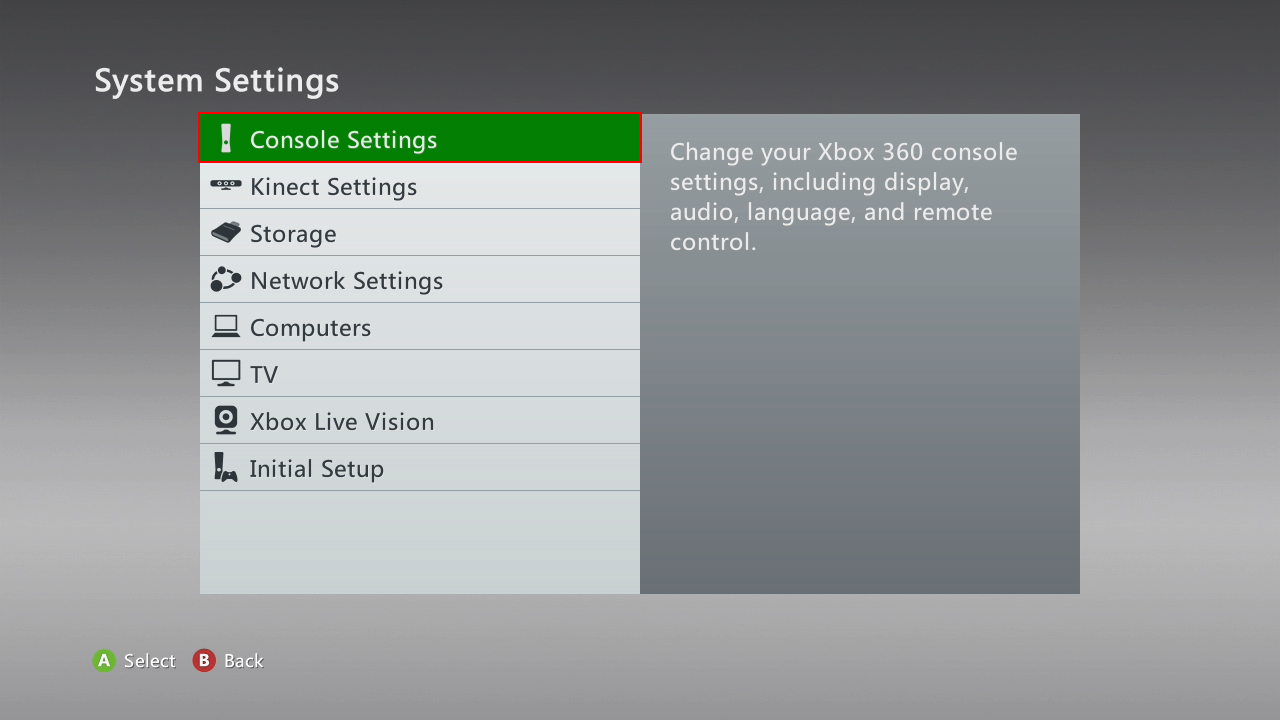 System Settings
Console Settings
Kinect Settings
Storage
Network Settings
Computers
TV
Xbox Live Vision
Initial Setup
Change your Xbox 360 console
settings, including display,
audio, language, and remote
control.
A Select B Back